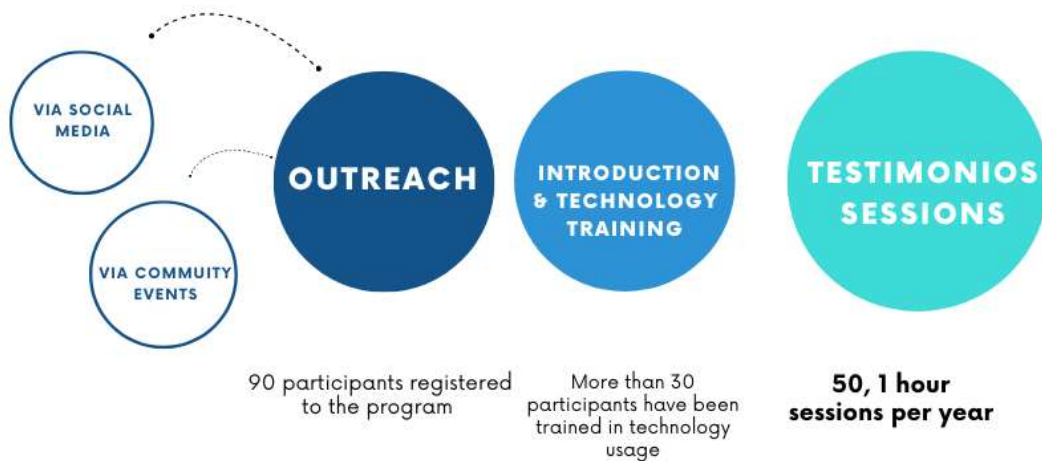 VIA SOCIAL
MEDIA
VIA COMMUITY
EVENTS
OUTREACH
INTRODUCTION
& TECHNOLOGY
TRAINING
TESTIMONIOS
SESSIONS
90 participants registered
to the program
More than 30
participants have been
trained in technology
usage
50, 1 hour
sessions per year